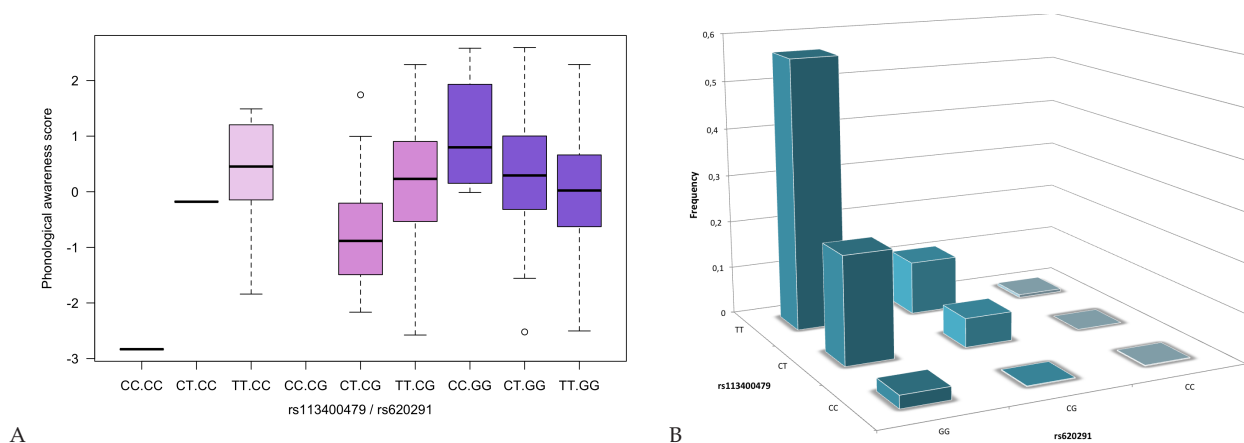 Phonological awareness score
2
1
0
-1
-2
-3
CC.CC CT.CC TT.CC CC.CG CT.CG TT.CG CC.GG CT.GG TT.GG
rs113400479 / rs620291
A
Frequency
0,6
0,5
0,4
0,3
0,2
0,1
0
TT
CT
CC
rs113400479
GG
CG
CC
rs620291
B